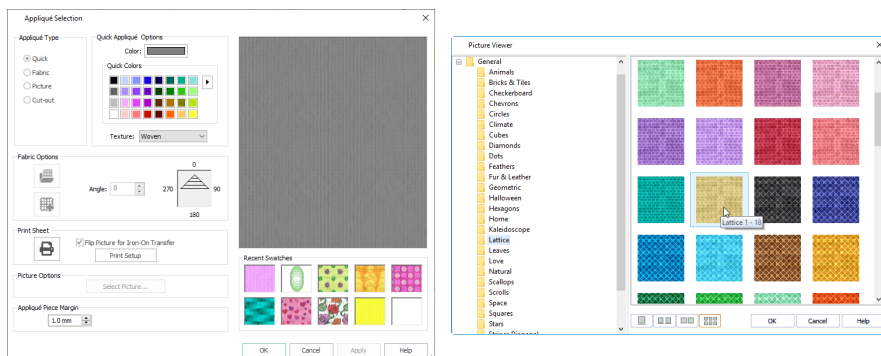 Appliqué Selection
Appliqué Type
Quick
Fabric
Picture
Cut-out
Quick Appliqué Options
Color:
Quick Colors
Texture: Woven
Fabric Options
Angle: 0
0
270
90
180
Print Sheet
Flip Picture for Iron-On Transfer
Print Setup
Picture Options
Select Picture...
Appliqué Piece Margin
1.0 mm
Recent Swatches
OK Cancel Apply Help
Picture Viewer
General
Animals
Bricks & Tiles
Checkerboard
Chevrons
Circles
Climate
Cubes
Diamonds
Dots
Feathers
Fur & Leather
Geometric
Halloween
Hexagons
Home
Kaleidoscope
Lattice
Leaves
Love
Natural
Scallops
Scrolls
Space
Squares
Stars
Stripes Diagonal
Lattice 1 - 18
OK Cancel Help